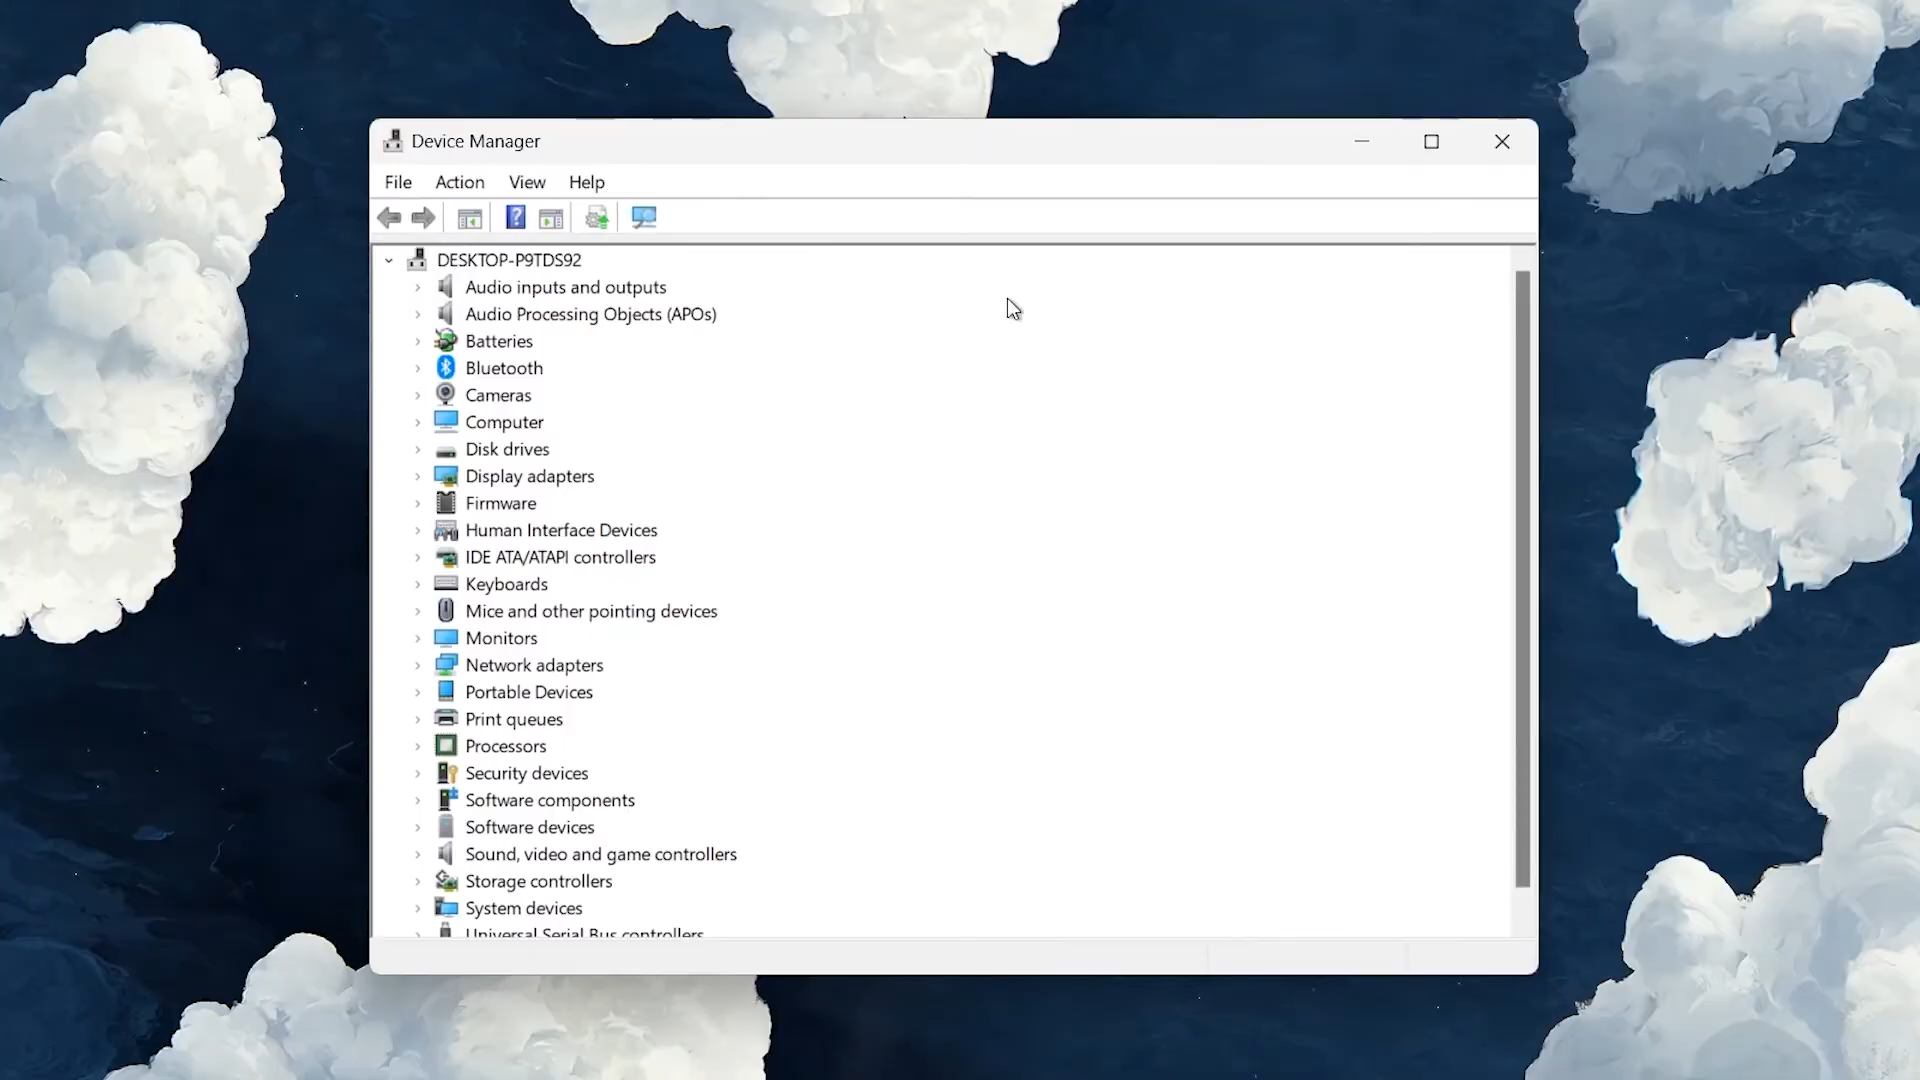 Device Manager
File Action View Help
DESKTOP-P9TDS92
Audio inputs and outputs
Audio Processing Objects (APOs)
Batteries
Bluetooth
Cameras
Computer
Disk drives
Display adapters
Firmware
Human Interface Devices
IDE ATA/ATAPI controllers
Keyboards
Mice and other pointing devices
Monitors
Network adapters
Portable Devices
Print queues
Processors
Security devices
Software components
Software devices
Sound, video and game controllers
Storage controllers
System devices
Universal Serial Bus controllers